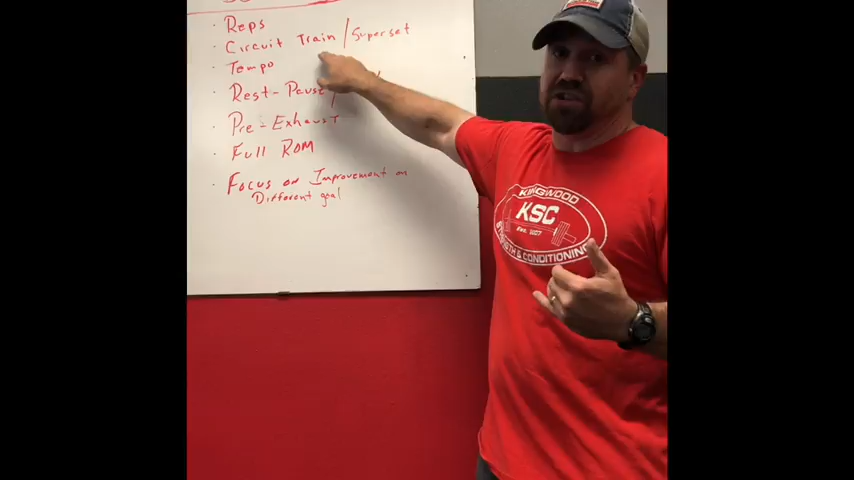 Reps
Circuit Train / Superset
Tempo
Rest-Pause /
Pre-Exhaust
Full ROM
Focus on Improvement on
Different goal
KINGWOOD
KSC
Est. 2007
STRENGTH & CONDITIONING